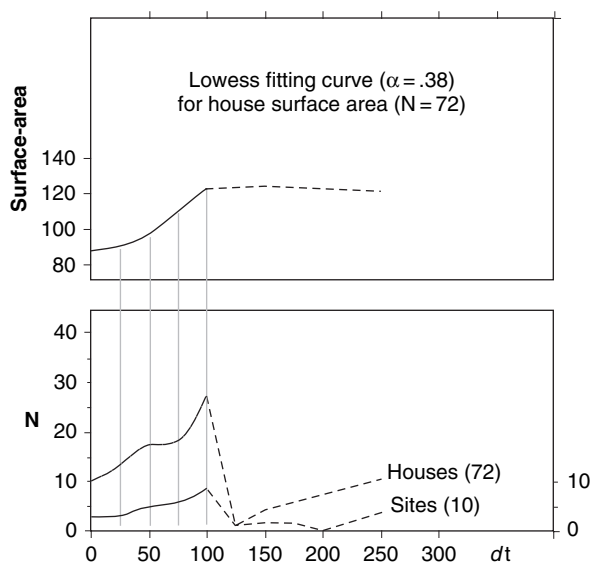 Lowess fitting curve (α = .38)
for house surface area (N = 72)
Surface-area
140
120
100
80
40
30
20
10
0
N
Houses (72)
Sites (10)
10
0
0 50 100 150 200 250 300 dt